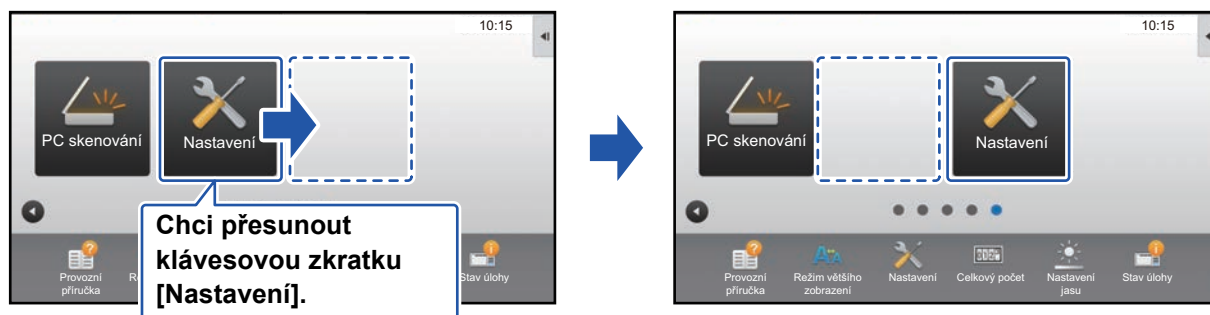 10:15
PC skenování
Nastavení
Chci přesunout
klávesovou zkratku
[Nastavení].
Provozní
příručka
Stav úlohy
10:15
PC skenování
Nastavení
Provozní
příručka
Režim většího
zobrazení
Nastavení
Celkový počet
Nastavení
jasu
Stav úlohy